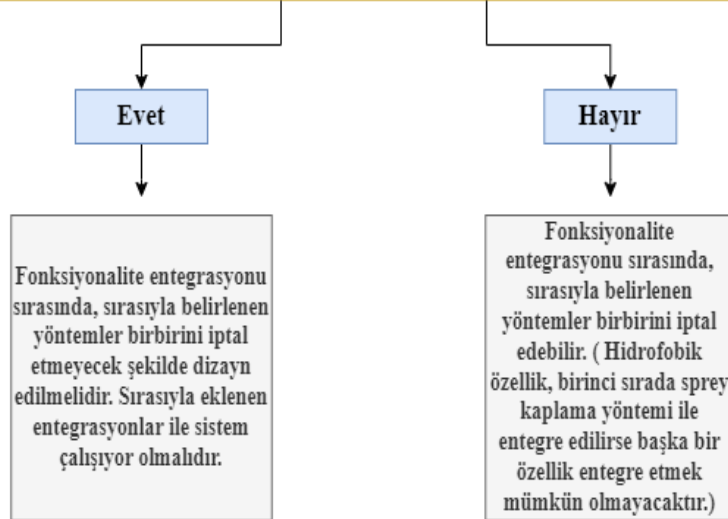 Evet
Hayır
Fonksiyonalite entegrasyonu
sırasında, sırasıyla belirlenen
yöntemler birbirini iptal
etmeyecek şekilde dizayn
edilmelidir. Sırasıyla eklenen
entegrasyonlar ile sistem
çalışıyor olmalıdır.
Fonksiyonalite
entegrasyonu sırasında,
sırasıyla belirlenen
yöntemler birbirini iptal
edebilir. ( Hidrofobik
özellik, birinci sırada sprey
kaplama yöntemi ile
entegre edilirse başka bir
özellik entegre etmek
mümkün olmayacaktır.)